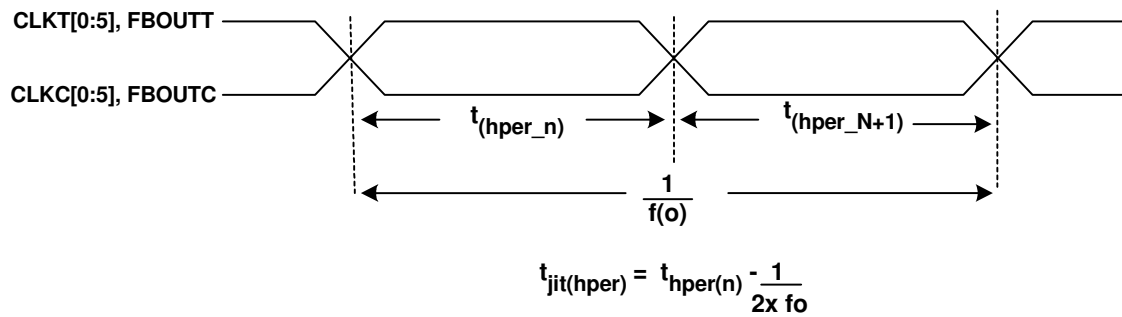 CLKT[0:5], FBOUTT
CLKC[0:5], FBOUTC
t(hper_n)
t(hper_N+1)
1
f(o)
tjit(hper) = thper(n) - 1
2x fo